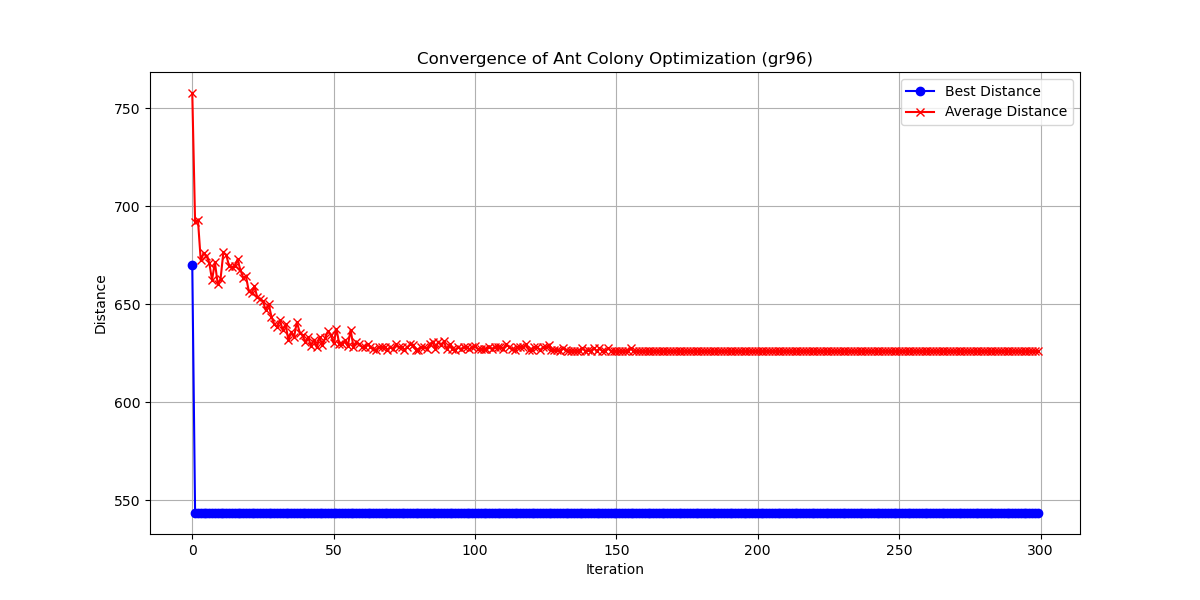 Convergence of Ant Colony Optimization (gr96)
Best Distance
Average Distance
750
700
650
600
550
Distance
0 50 100 150 200 250 300
Iteration